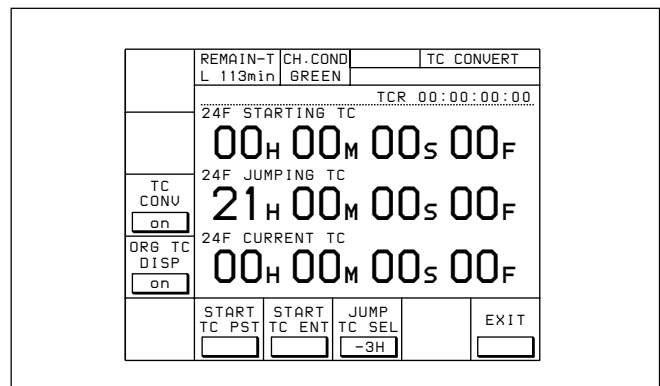 REMAIN-T CH.COND TC CONVERT
L 113min GREEN
TCR 00:00:00:00
24F STARTING TC
00H 00M 00S 00F
24F JUMPING TC
21H 00M 00S 00F
TC
CONV
on
24F CURRENT TC
00H 00M 00S 00F
ORG TC
DISP
on
START
TC PST
START
TC ENT
JUMP
TC SEL
-3H
EXIT